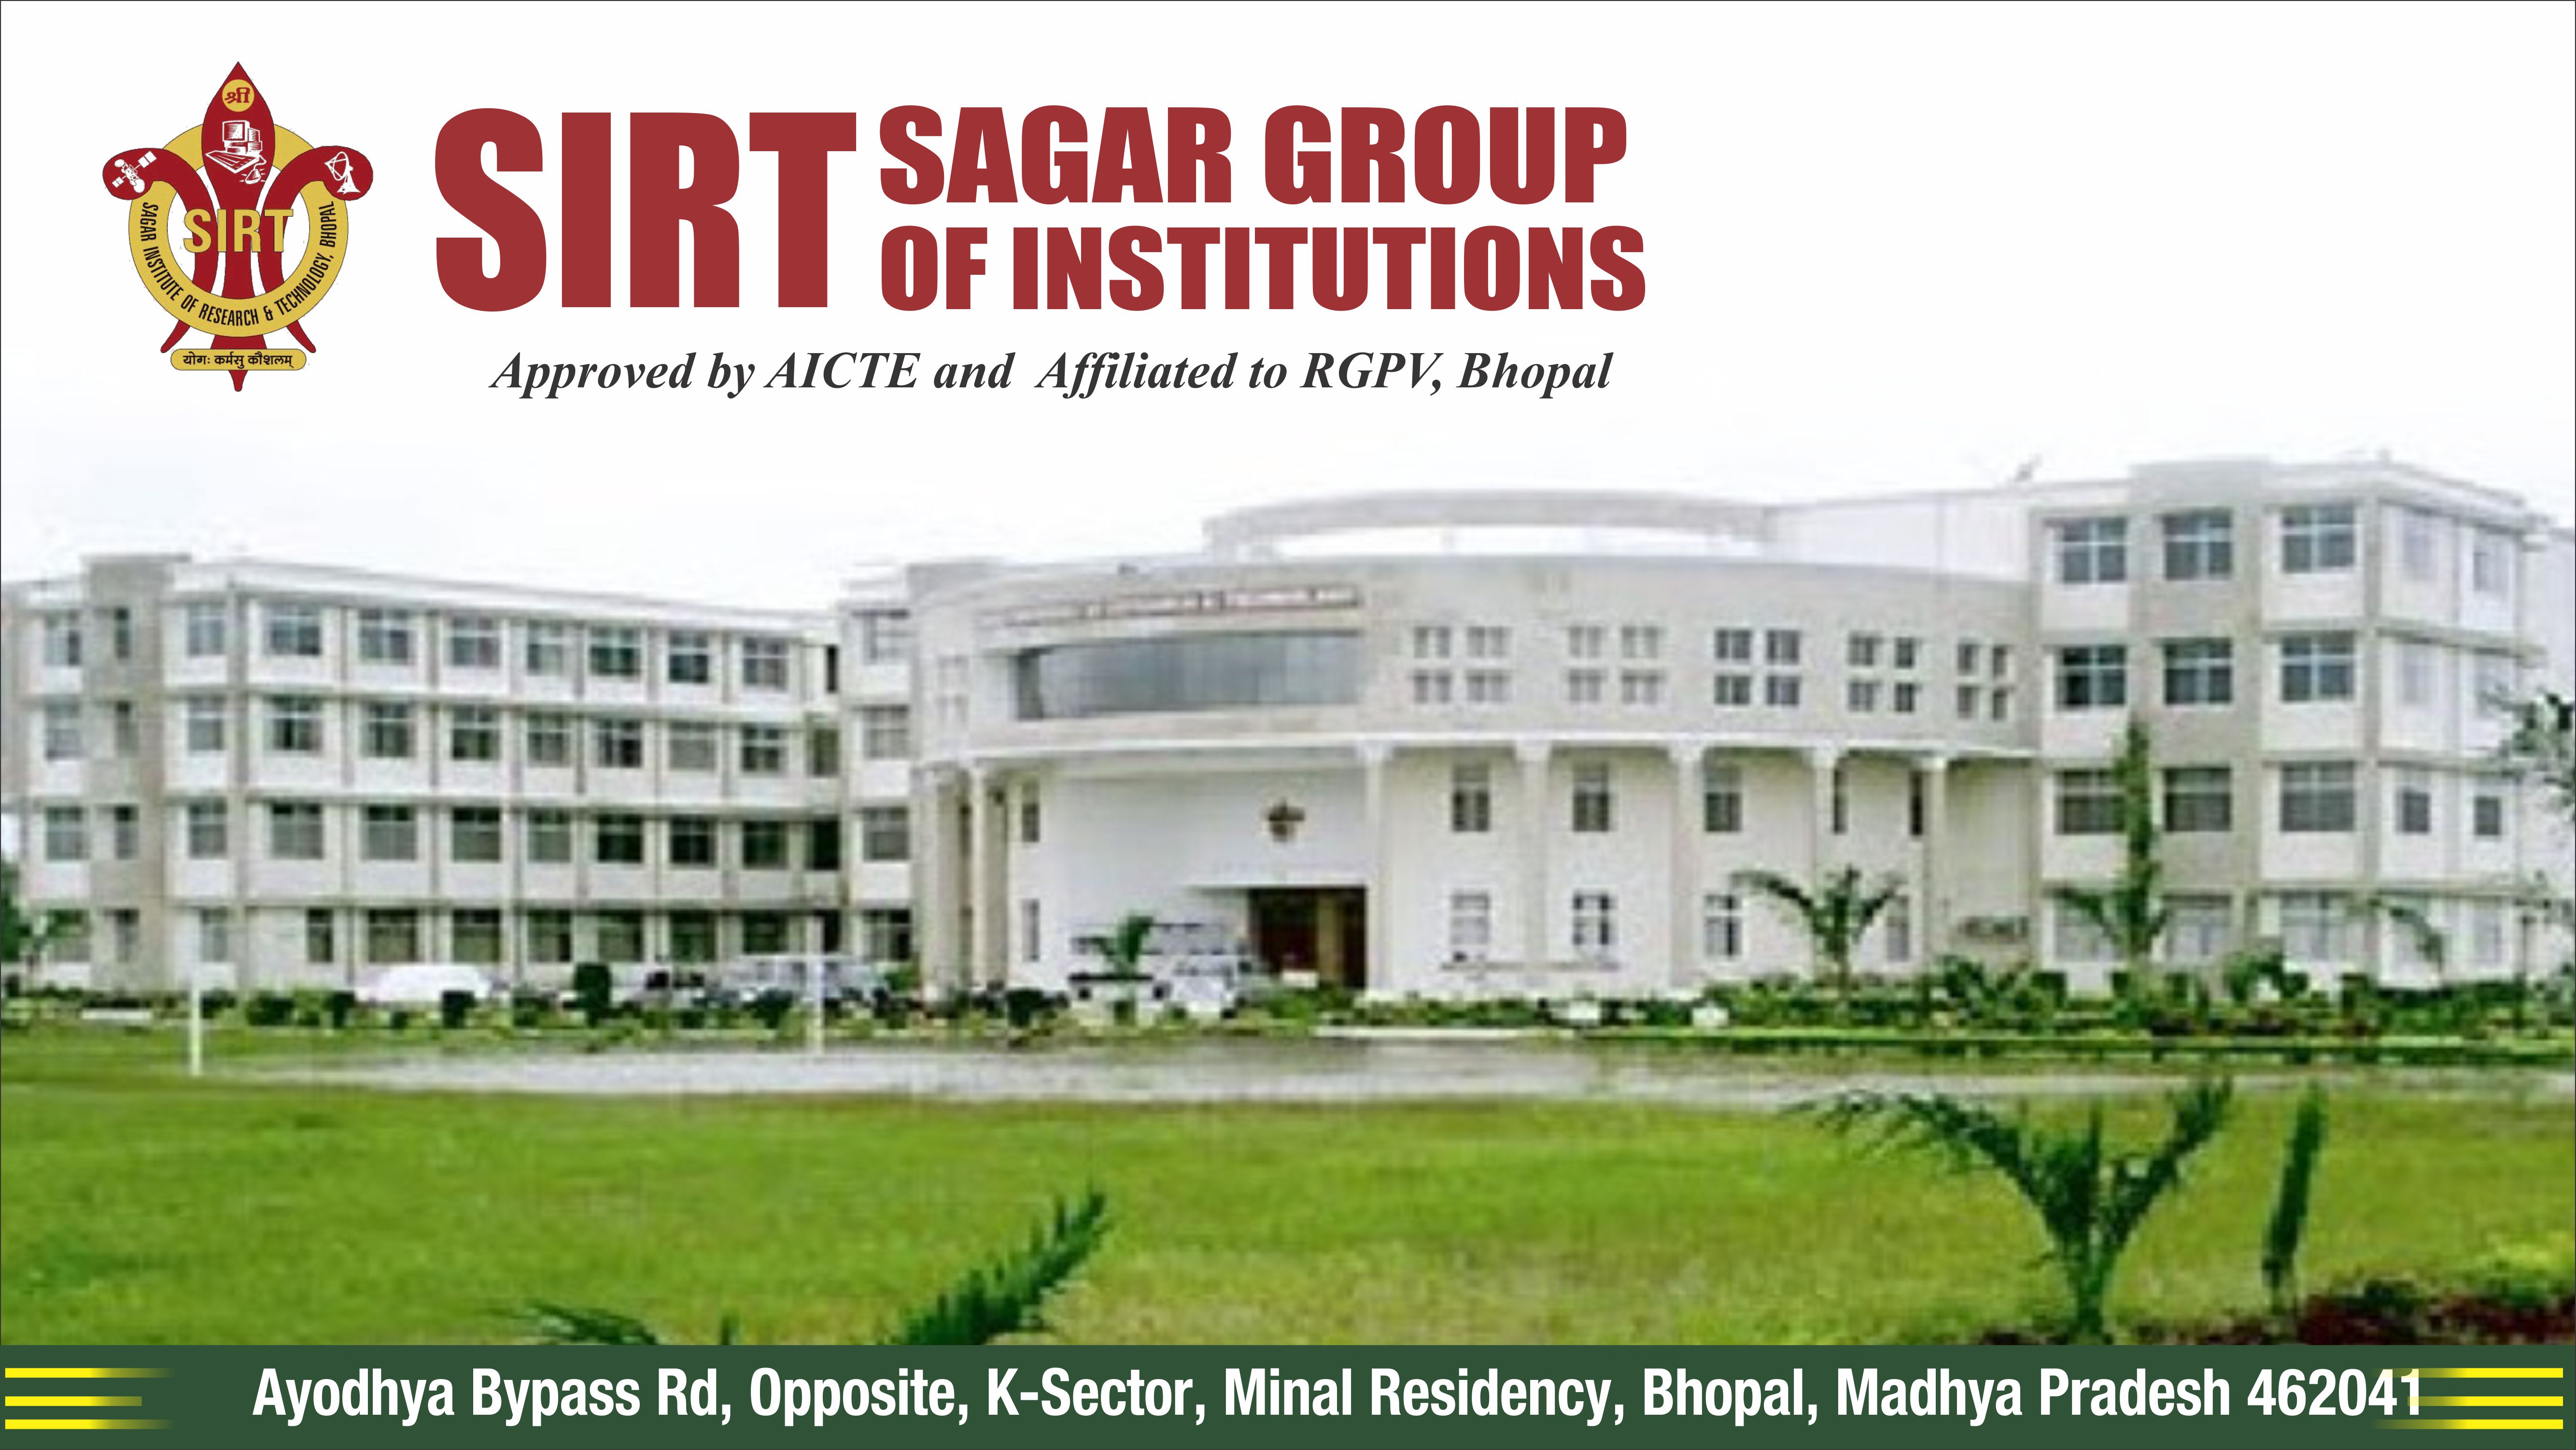 श्री
SIRT
SAGAR INSTITUTE OF RESEARCH & TECHNOLOGY, BHOPAL
योगः कर्मसु कौशलम्
SIRT SAGAR GROUP
OF INSTITUTIONS
Approved by AICTE and Affiliated to RGPV, Bhopal
Ayodhya Bypass Rd, Opposite, K-Sector, Minal Residency, Bhopal, Madhya Pradesh 462041